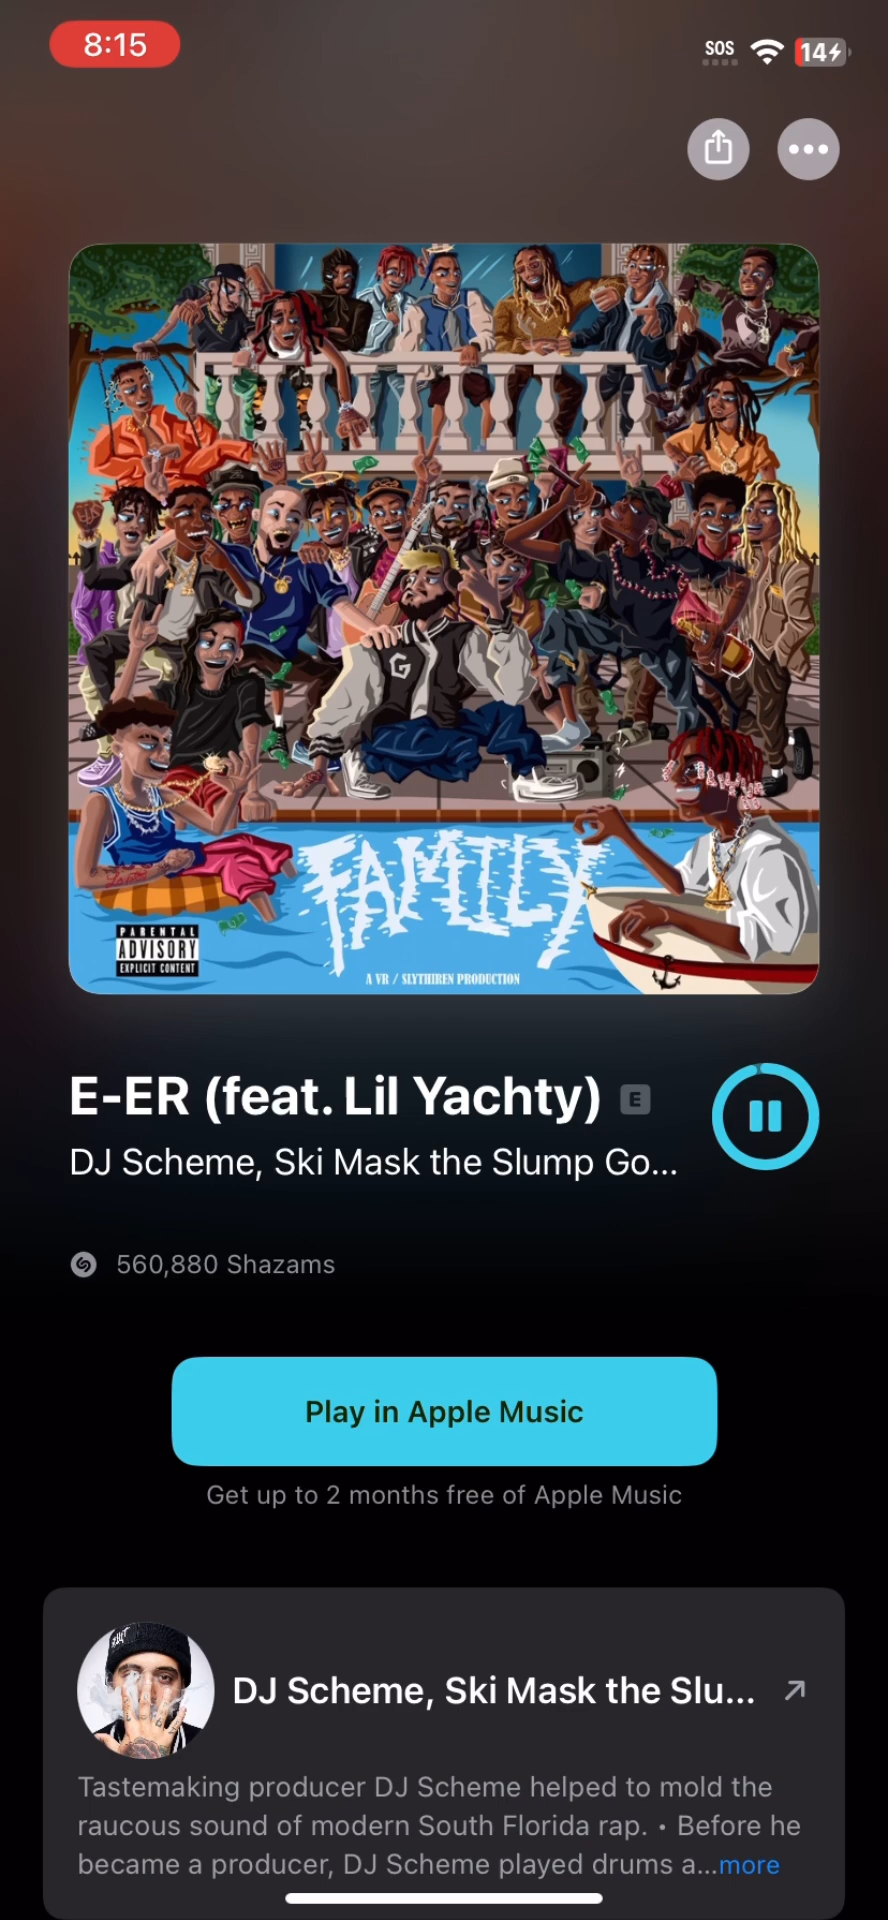 8:15
SOS
14
G
FAMILY
PARENTAL
ADVISORY
EXPLICIT CONTENT
A VR / SLYTHIREN PRODUCTION
E-ER (feat. Lil Yachty) E
DJ Scheme, Ski Mask the Slump Go...
560,880 Shazams
Play in Apple Music
Get up to 2 months free of Apple Music
DJ Scheme, Ski Mask the Slu...
Tastemaking producer DJ Scheme helped to mold the
raucous sound of modern South Florida rap. • Before he
became a producer, DJ Scheme played drums a...more